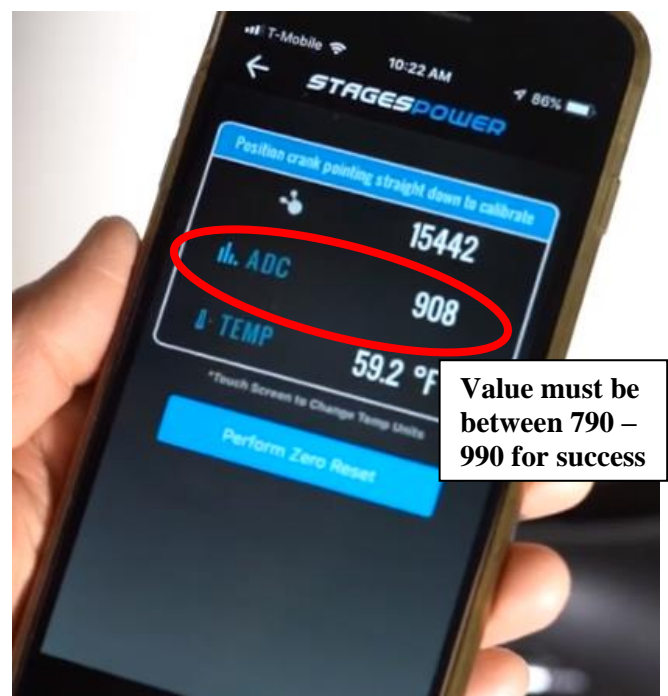 T-Mobile
10:22 AM
86%
STAGESPOWER
Position crank pointing straight down to calibrate
15442
ADC 908
TEMP 59.2 °F
*Touch Screen to Change Temp Units
Perform Zero Reset
Value must be
between 790 –
990 for success